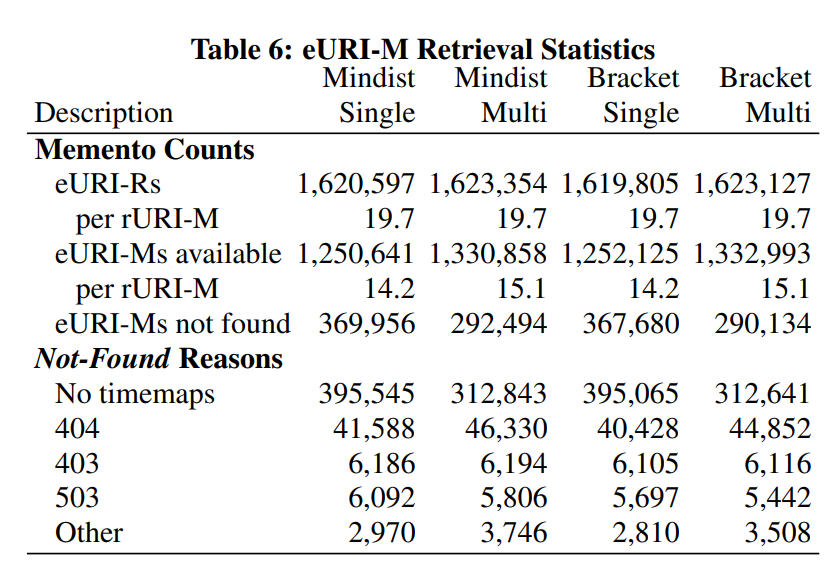 Table 6: eURI-M Retrieval Statistics
Mindist Mindist Bracket Bracket
Description Single Multi Single Multi
Memento Counts
eURI-Rs 1,620,597 1,623,354 1,619,805 1,623,127
per rURI-M 19.7 19.7 19.7 19.7
eURI-Ms available 1,250,641 1,330,858 1,252,125 1,332,993
per rURI-M 14.2 15.1 14.2 15.1
eURI-Ms not found 369,956 292,494 367,680 290,134
Not-Found Reasons
No timemaps 395,545 312,843 395,065 312,641
404 41,588 46,330 40,428 44,852
403 6,186 6,194 6,105 6,116
503 6,092 5,806 5,697 5,442
Other 2,970 3,746 2,810 3,508